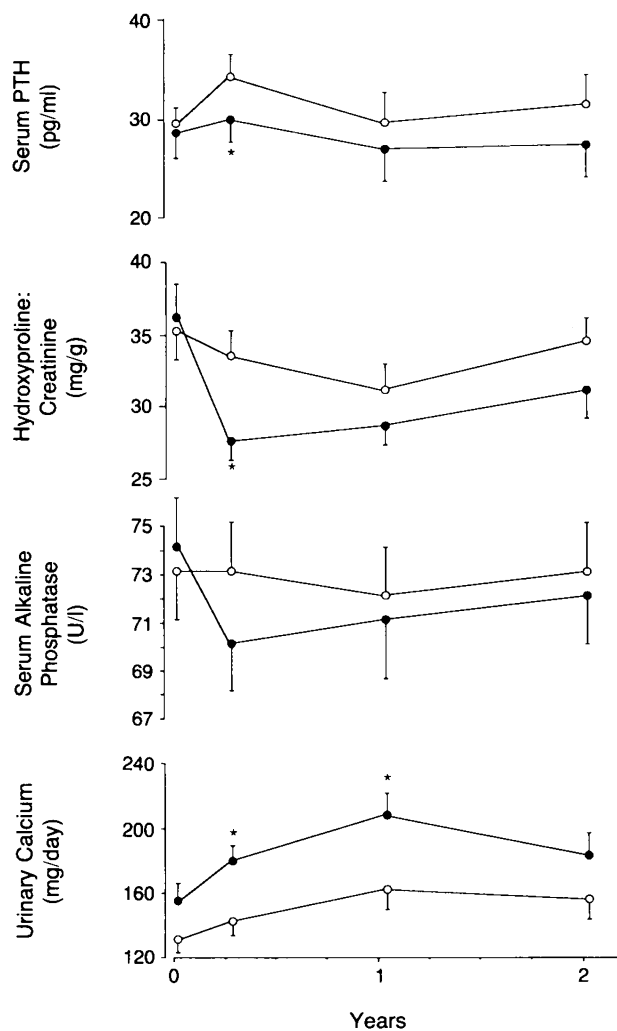 40
Serum PTH
(pg/ml)
30
*
20
40
Hydroxyproline:
Creatinine
(mg/g)
35
30
25
*
75
Serum Alkaline
Phosphatase
(U/l)
73
71
69
67
240
*
Urinary Calcium
(mg/day)
200
*
160
120
0 1 2
Years